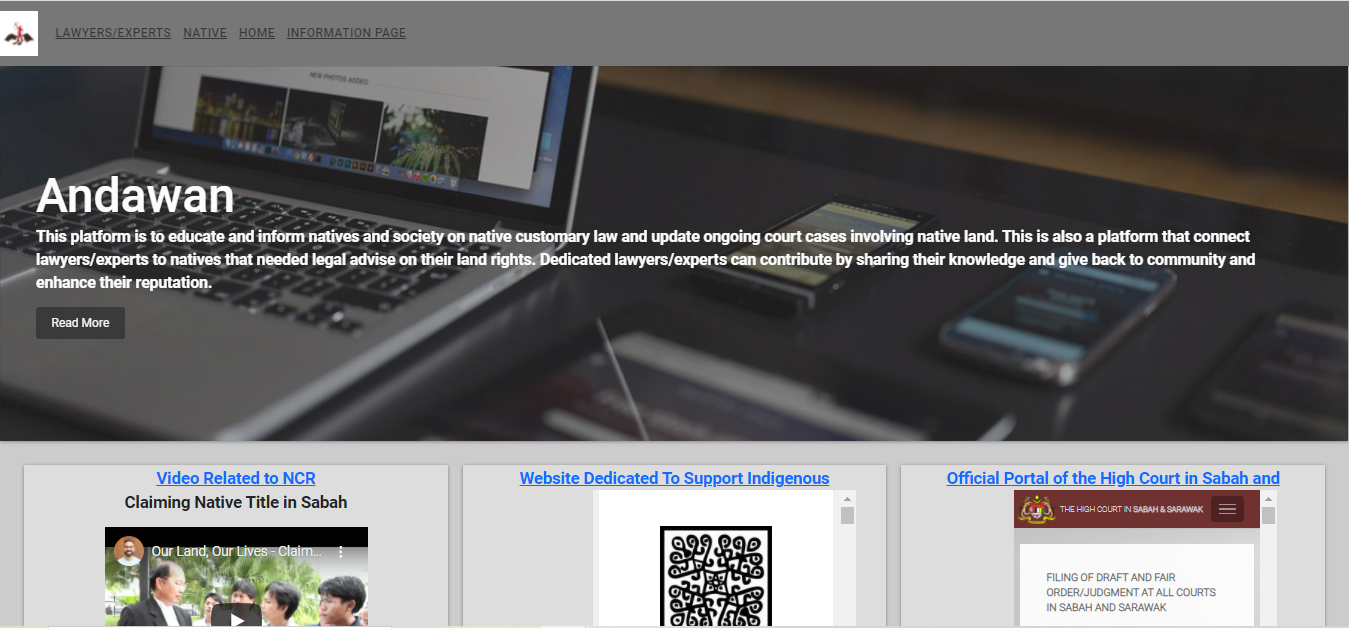 LAWYERS/EXPERTS NATIVE HOME INFORMATION PAGE
NEW PHOTOS ADDED
Andawan
This platform is to educate and inform natives and society on native customary law and update ongoing court cases involving native land. This is also a platform that connect
lawyers/experts to natives that needed legal advise on their land rights. Dedicated lawyers/experts can contribute by sharing their knowledge and give back to community and
enhance their reputation.
Read More
Video Related to NCR
Claiming Native Title in Sabah
Our Land, Our Lives - Claim...
Website Dedicated To Support Indigenous
Official Portal of the High Court in Sabah and
THE HIGH COURT IN SABAH & SARAWAK
FILING OF DRAFT AND FAIR
ORDER/JUDGMENT AT ALL COURTS
IN SABAH AND SARAWAK